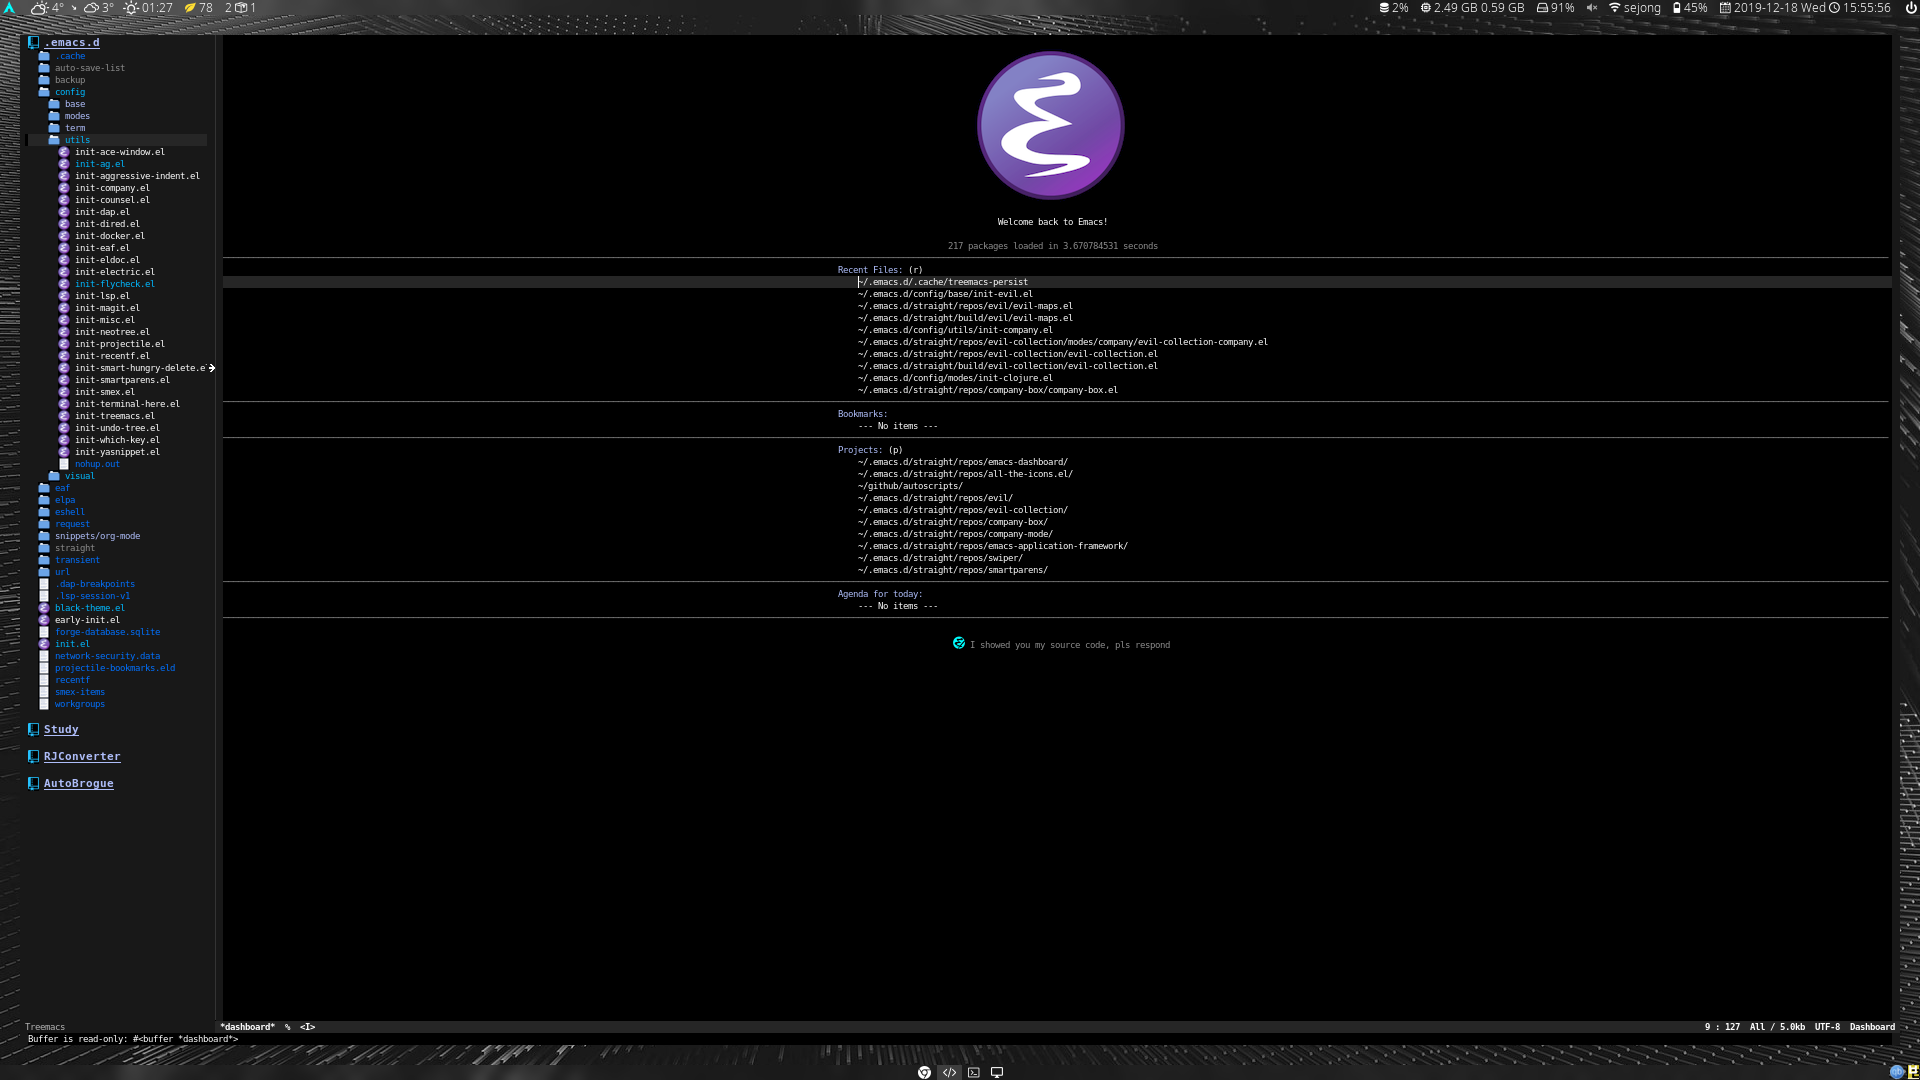 4° 3° 01:27 78 2 1
2% 2.49 GB 0.59 GB 91% sejong 45% 2019-12-18 Wed 15:55:56
.emacs.d
.cache
auto-save-list
backup
config
base
modes
term
utils
init-ace-window.el
init-ag.el
init-aggressive-indent.el
init-company.el
init-counsel.el
init-dap.el
init-dired.el
init-docker.el
init-eaf.el
init-eldoc.el
init-electric.el
init-flycheck.el
init-lsp.el
init-magit.el
init-misc.el
init-neotree.el
init-projectile.el
init-recentf.el
init-smart-hungry-delete.e
init-smartparens.el
init-smex.el
init-terminal-here.el
init-treemacs.el
init-undo-tree.el
init-which-key.el
init-yasnippet.el
nohup.out
visual
eaf
elpa
eshell
request
snippets/org-mode
straight
transient
url
.dap-breakpoints
.lsp-session-v1
black-theme.el
early-init.el
forge-database.sqlite
init.el
network-security.data
projectile-bookmarks.eld
recentf
smex-items
workgroups
Study
RJConverter
AutoBrogue
Welcome back to Emacs!
217 packages loaded in 3.670784531 seconds
Recent Files: (r)
~/.emacs.d/.cache/treemacs-persist
~/.emacs.d/config/base/init-evil.el
~/.emacs.d/straight/repos/evil/evil-maps.el
~/.emacs.d/straight/build/evil/evil-maps.el
~/.emacs.d/config/utils/init-company.el
~/.emacs.d/straight/repos/evil-collection/modes/company/evil-collection-company.el
~/.emacs.d/straight/repos/evil-collection/evil-collection.el
~/.emacs.d/straight/build/evil-collection/evil-collection.el
~/.emacs.d/config/modes/init-clojure.el
~/.emacs.d/straight/repos/company-box/company-box.el
Bookmarks:
--- No items ---
Projects: (p)
~/.emacs.d/straight/repos/emacs-dashboard/
~/.emacs.d/straight/repos/all-the-icons.el/
~/github/autoscripts/
~/.emacs.d/straight/repos/evil/
~/.emacs.d/straight/repos/evil-collection/
~/.emacs.d/straight/repos/company-box/
~/.emacs.d/straight/repos/company-mode/
~/.emacs.d/straight/repos/emacs-application-framework/
~/.emacs.d/straight/repos/swiper/
~/.emacs.d/straight/repos/smartparens/
Agenda for today:
--- No items ---
I showed you my source code, pls respond
Treemacs
*dashboard* % <I>
9 : 127 All / 5.0kb UTF-8 Dashboard
Buffer is read-only: #<buffer *dashboard*>